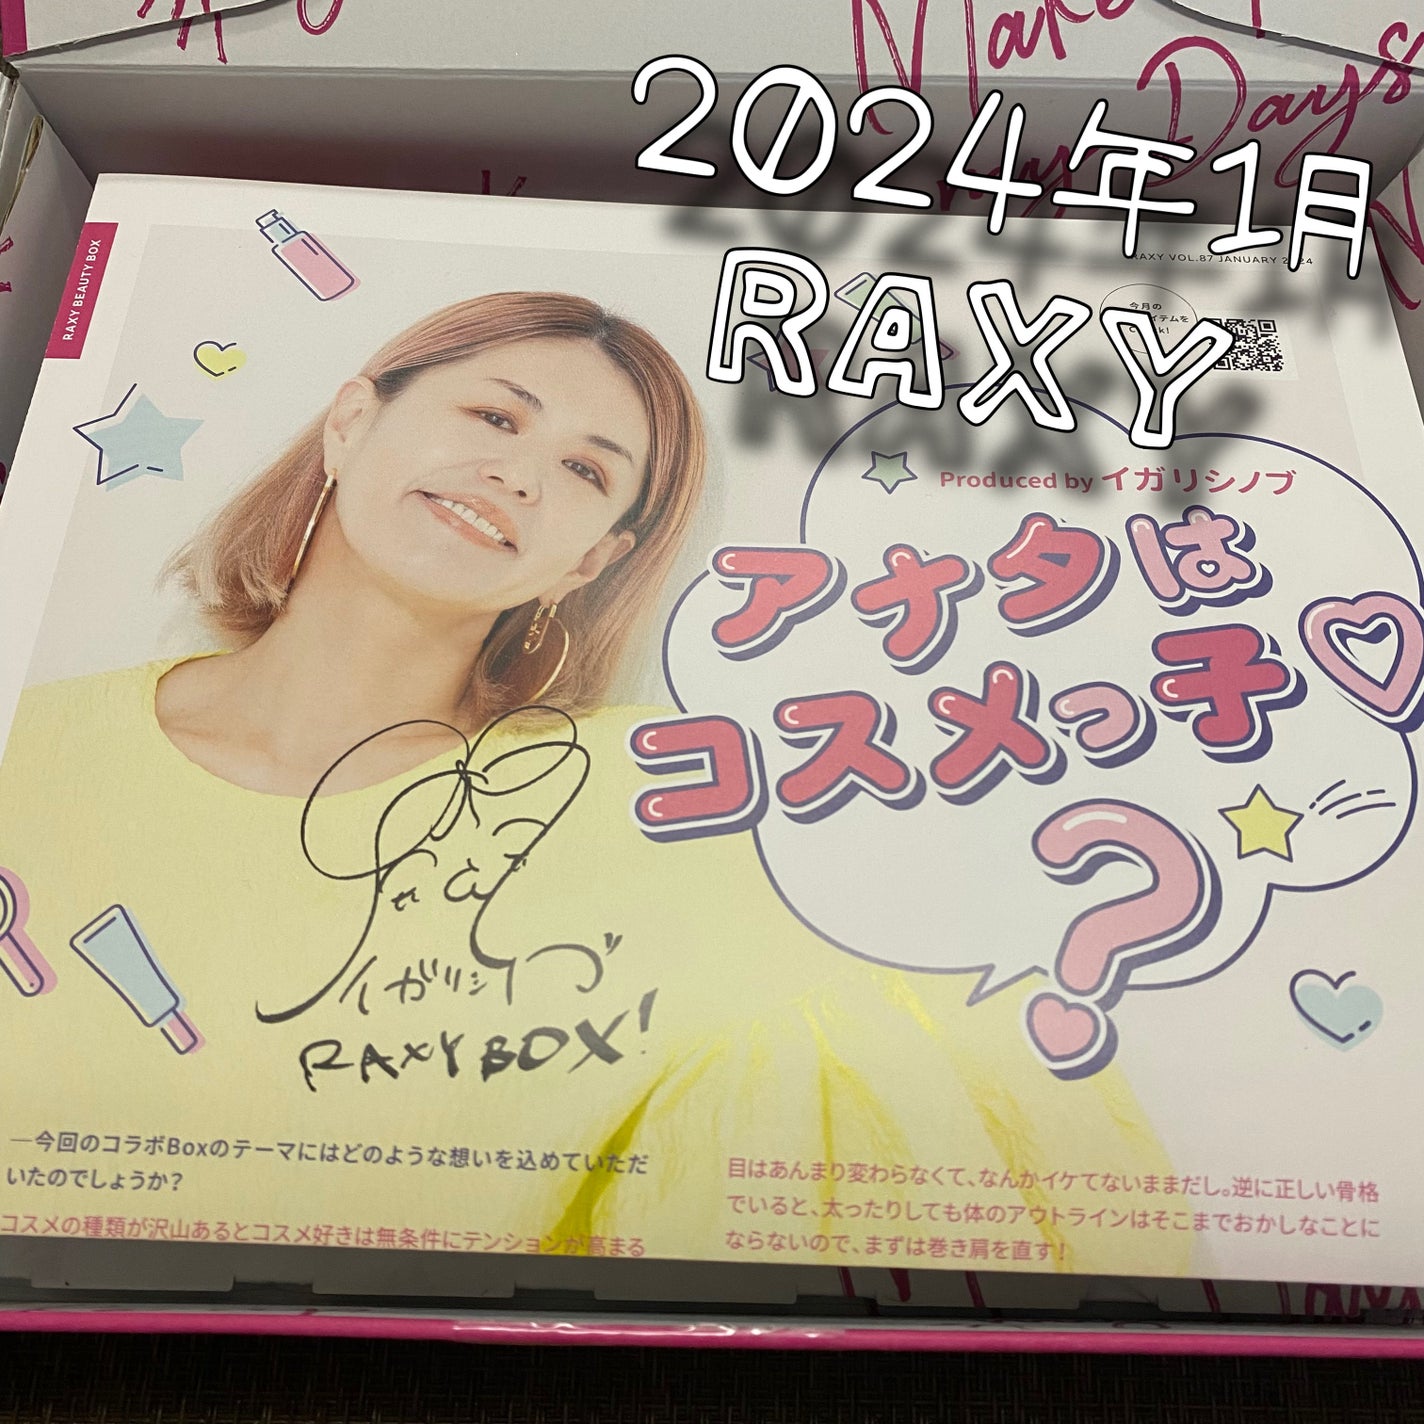 Make
Days
2024年1月
RAXY
RAXY BEAUTY BOX
RAXY VOL.87 JANUARY 2024
今月の
Produced by イガリシノブ
アナタは
コスメっ子
?
イガリシノブ
RAXY BOX!
―今回のコラボBoxのテーマにはどのような想いを込めていただ
いたのでしょうか?
コスメの種類が沢山あるとコスメ好きは無条件にテンションが高まる
目はあんまり変わらなくて、なんかイケてないままだし。逆に正しい骨格
でいると、太ったりしても体のアウトラインはそこまでおかしなことに
ならないので、まずは巻き肩を直す!